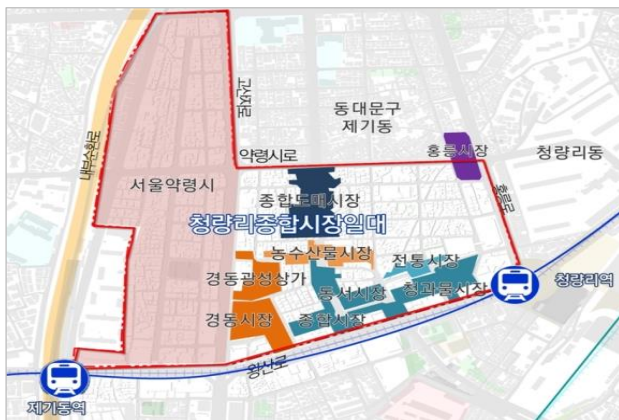 고산자로
동대문구
제기동
내부순환로
약령시로
홍릉시장
청량리동
서울약령시
종합도매시장
홍릉로
청량리종합시장일대
농수산물시장
전통시장
경동광성상가
청량리역
동서시장
청과물시장
경동시장
종합시장
왕산로
제기동역